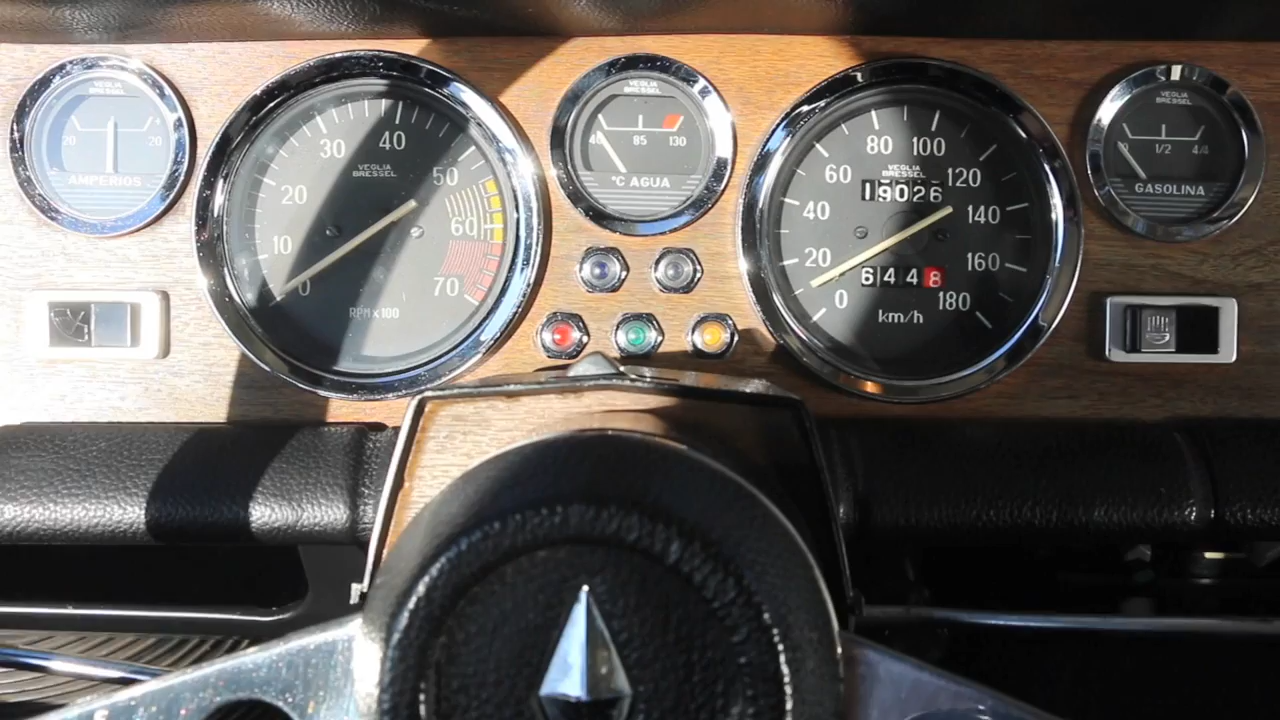 VEGLIA
BRESSEL
20 20
AMPERIOS
0 10 20 30 40 50 60 70
VEGLIA
BRESSEL
RPM x 100
VEGLIA
BRESSEL
40 85 130
°C AGUA
0 20 40 60 80 100 120 140 160 180
VEGLIA
BRESSEL
19026
6448
km/h
VEGLIA
BRESSEL
0 1/2 4/4
GASOLINA